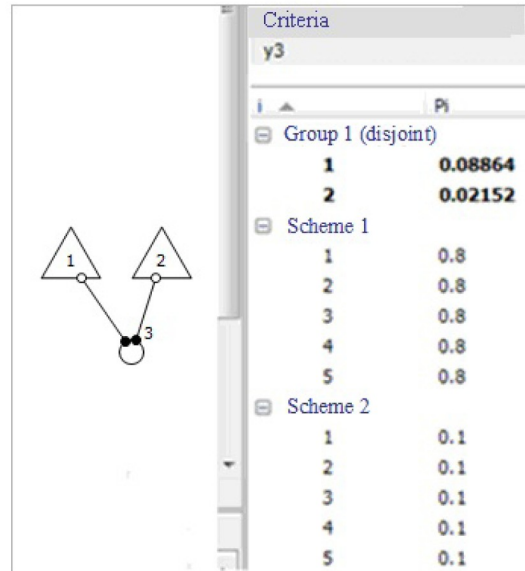 1 2
3
Criteria
y3
i Pi
Group 1 (disjoint)
1 0.08864
2 0.02152
Scheme 1
1 0.8
2 0.8
3 0.8
4 0.8
5 0.8
Scheme 2
1 0.1
2 0.1
3 0.1
4 0.1
5 0.1